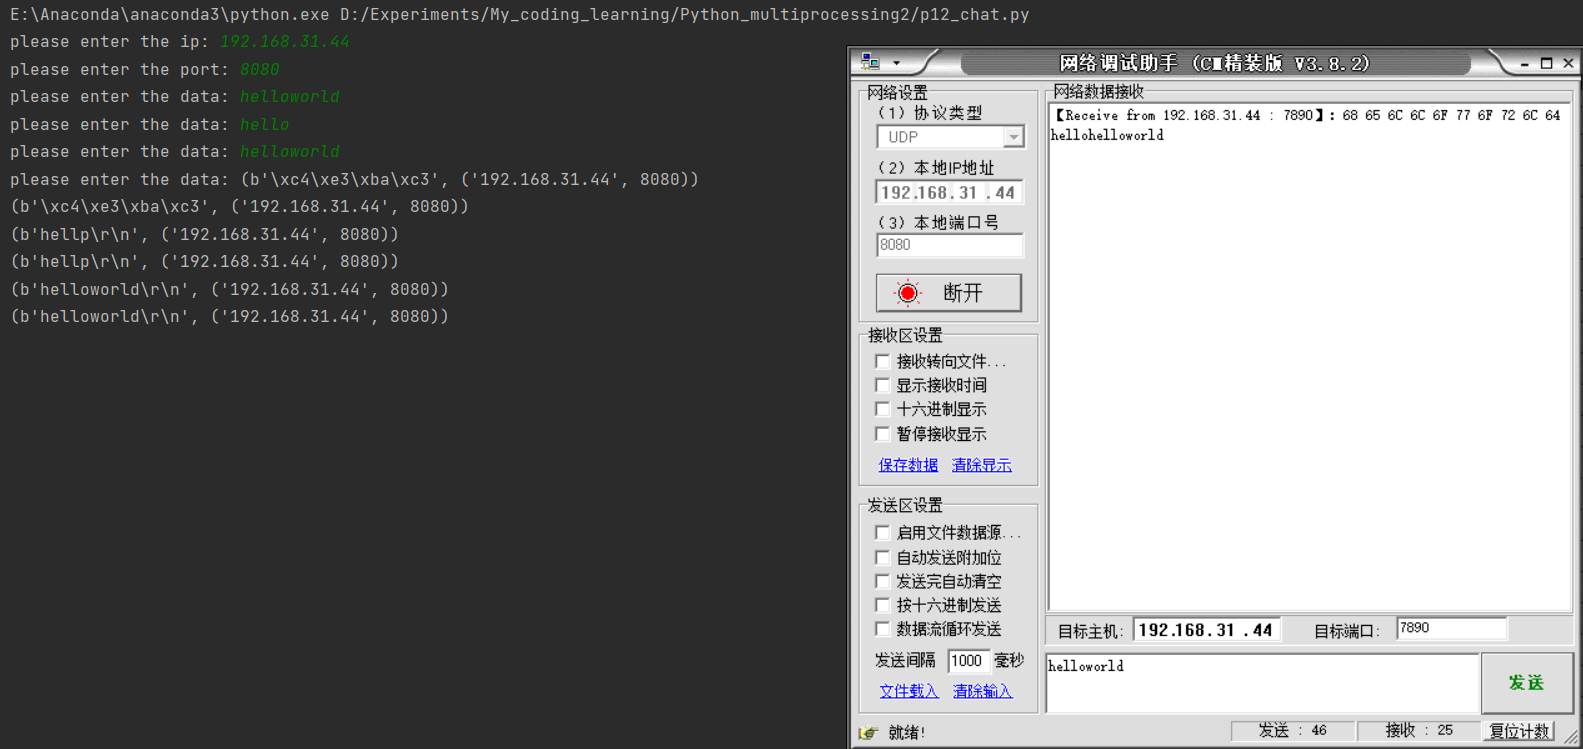 E:\Anaconda\anaconda3\python.exe D:/Experiments/My_coding_learning/Python_multiprocessing2/p12_chat.py
please enter the ip: 192.168.31.44
please enter the port: 8080
please enter the data: helloworld
please enter the data: hello
please enter the data: helloworld
please enter the data: (b'\xc4\xe3\xba\xc3', ('192.168.31.44', 8080))
(b'\xc4\xe3\xba\xc3', ('192.168.31.44', 8080))
(b'hellp\r\n', ('192.168.31.44', 8080))
(b'hellp\r\n', ('192.168.31.44', 8080))
(b'helloworld\r\n', ('192.168.31.44', 8080))
(b'helloworld\r\n', ('192.168.31.44', 8080))
网络调试助手 (C■精装版 V3.8.2)
网络设置
(1) 协议类型
UDP
(2) 本地IP地址
192.168.31.44
(3) 本地端口号
8080
断开
接收区设置
接收转向文件...
显示接收时间
十六进制显示
暂停接收显示
保存数据 清除显示
发送区设置
启用文件数据源...
自动发送附加位
发送完自动清空
按十六进制发送
数据流循环发送
发送间隔 1000 毫秒
文件载入 清除输入
网络数据接收
【Receive from 192.168.31.44 : 7890】: 68 65 6C 6C 6F 77 6F 72 6C 64
hellohelloworld
目标主机: 192.168.31.44 目标端口: 7890
helloworld
发送
就绪!
发送 : 46 接收 : 25 复位计数